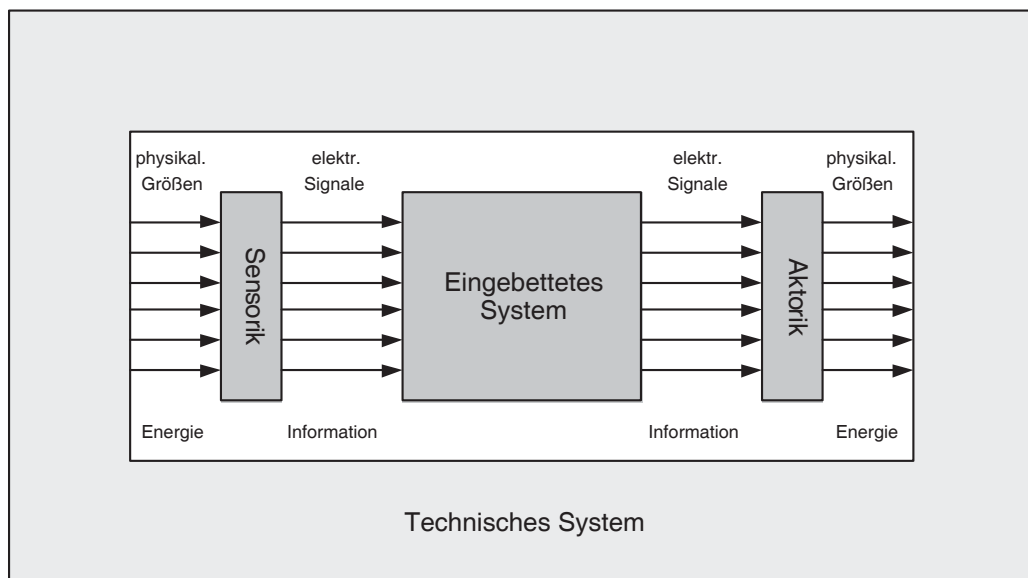 physikal.
Größen
elektr.
Signale
elektr.
Signale
physikal.
Größen
Sensorik
Eingebettetes
System
Aktorik
Energie
Information
Information
Energie
Technisches System